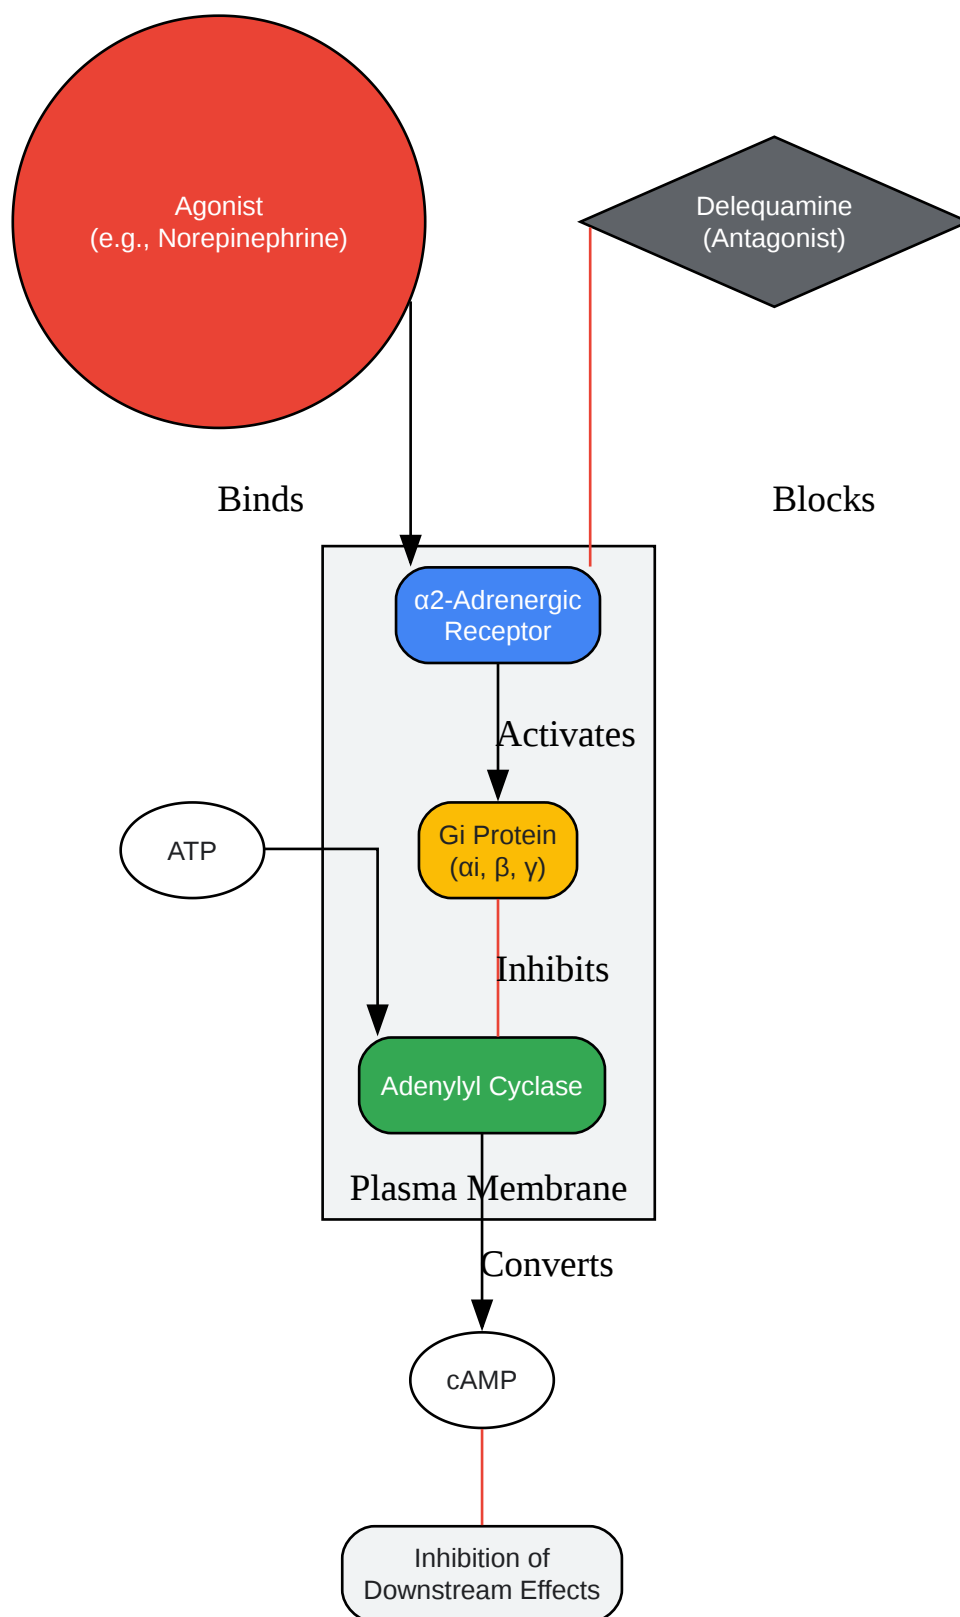 Agonist
(e.g., Norepinephrine)
Delequamine
(Antagonist)
Binds
Blocks
α2-Adrenergic
Receptor
Activates
ATP
Gi Protein
(αi, β, γ)
Inhibits
Adenylyl Cyclase
Plasma Membrane
Converts
cAMP
Inhibition of
Downstream Effects